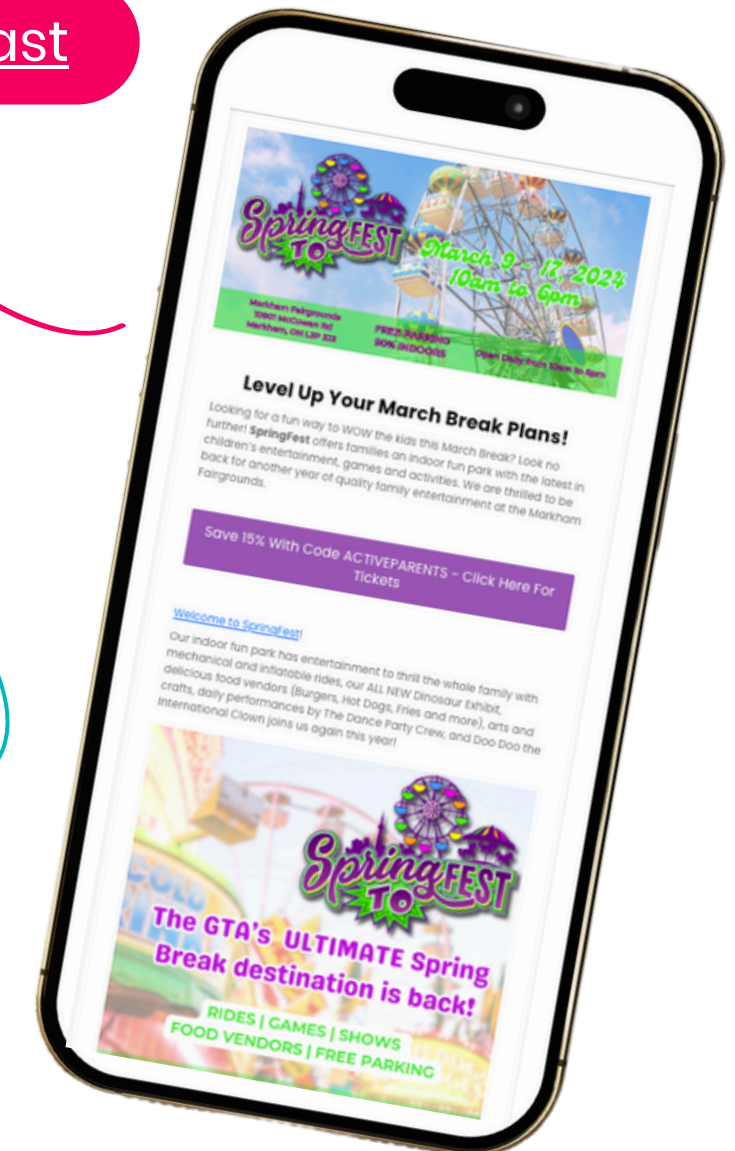 ast
SpringFEST
TO
March 9 - 17, 2024
10am to 6pm
Markham Fairgrounds
10801 McCowan Rd
Markham, ON L3P 3J3
FREE PARKING
90% INDOORS
Open Daily from 10am to 6pm
Level Up Your March Break Plans!
Looking for a fun way to WOW the kids this March Break? Look no
further! SpringFest offers families an indoor fun park with the latest in
children's entertainment, games and activities. We are thrilled to be
back for another year of quality family entertainment at the Markham
Fairgrounds.
Save 15% With Code ACTIVEPARENTS - Click Here For
Tickets
Welcome to SpringFest!
Our indoor fun park has entertainment to thrill the whole family with
mechanical and inflatable rides, our ALL NEW Dinosaur Exhibit,
delicious food vendors (Burgers, Hot Dogs, Fries and more), arts and
crafts, daily performances by The Dance Party Crew, and Doo Doo the
International Clown joins us again this year!
COLD
SpringFEST
TO
The GTA's ULTIMATE Spring
Break destination is back!
RIDES | GAMES | SHOWS
FOOD VENDORS | FREE PARKING